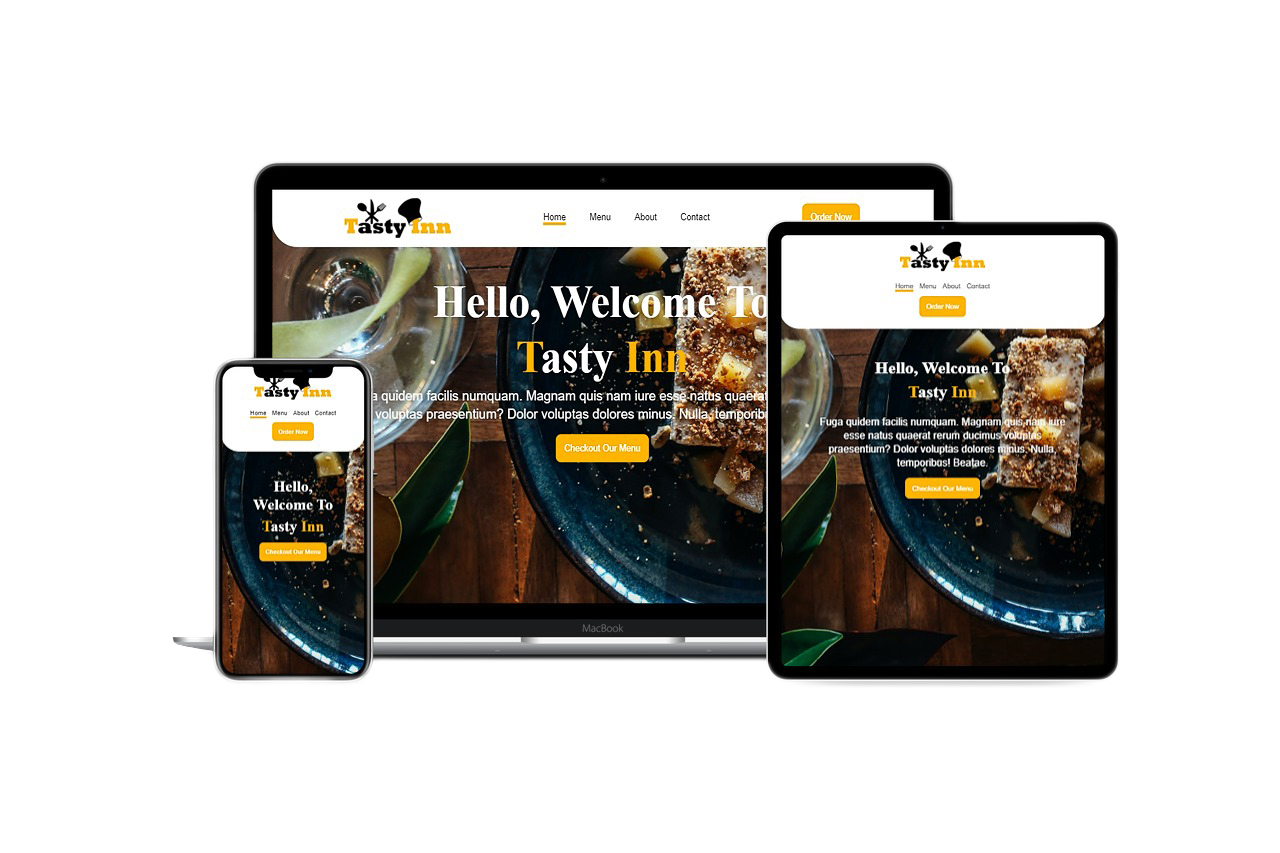 Tasty Inn
Home Menu About Contact
Order Now
Hello, Welcome To
Tasty Inn
a quidem facilis numquam. Magnam quis nam iure esse natus quaerat
voluptas praesentium? Dolor voluptas dolores minus. Nulla, temporib
Checkout Our Menu
MacBook
Tasty Inn
Home Menu About Contact
Order Now
Hello,
Welcome To
Tasty Inn
Checkout Our Menu
Tasty Inn
Home Menu About Contact
Order Now
Hello, Welcome To
Tasty Inn
Fuga quidem facilis numquam. Magnam quis nam iure
esse natus quaerat rerum ducimus voluptas
praesentium? Dolor voluptas dolores minus. Nulla,
temporibus! Beatae.
Checkout Our Menu